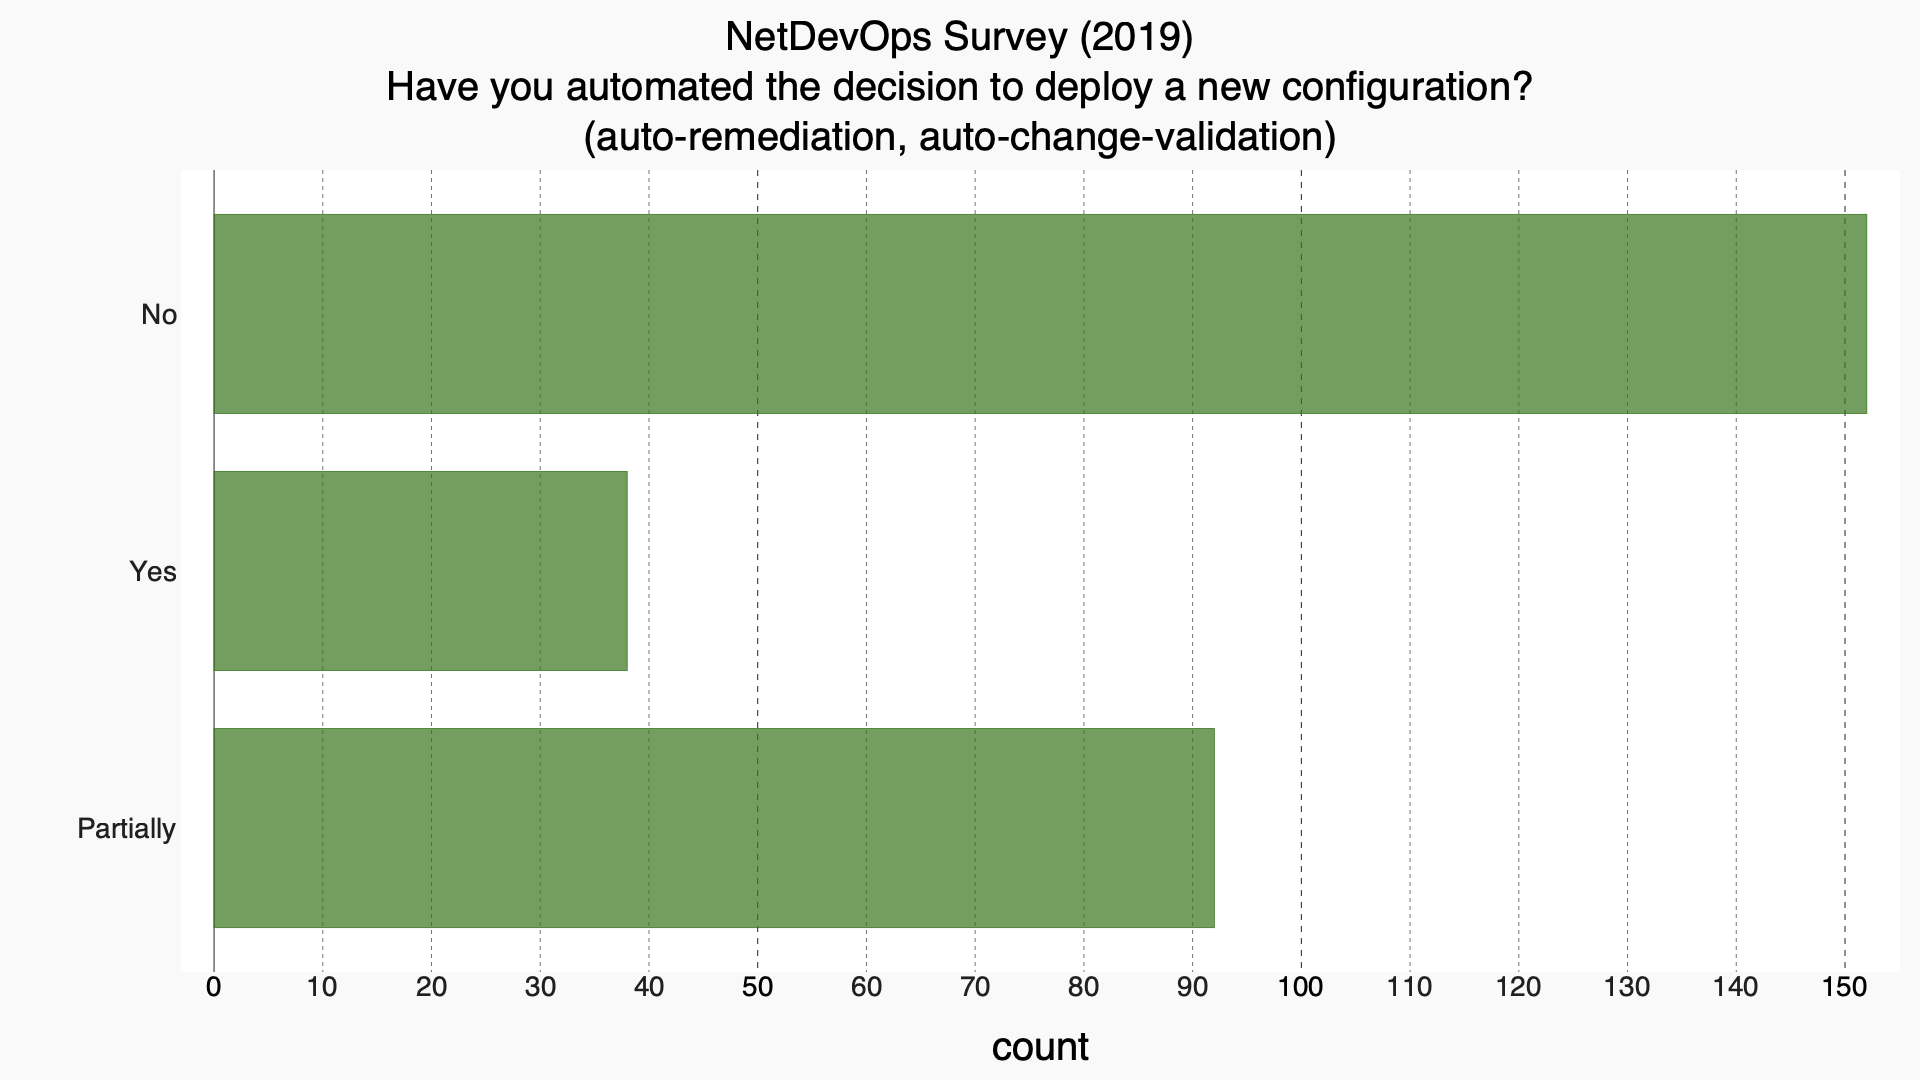 NetDevOps Survey (2019)
Have you automated the decision to deploy a new configuration?
(auto-remediation, auto-change-validation)
No
Yes
Partially
0 10 20 30 40 50 60 70 80 90 100 110 120 130 140 150
count